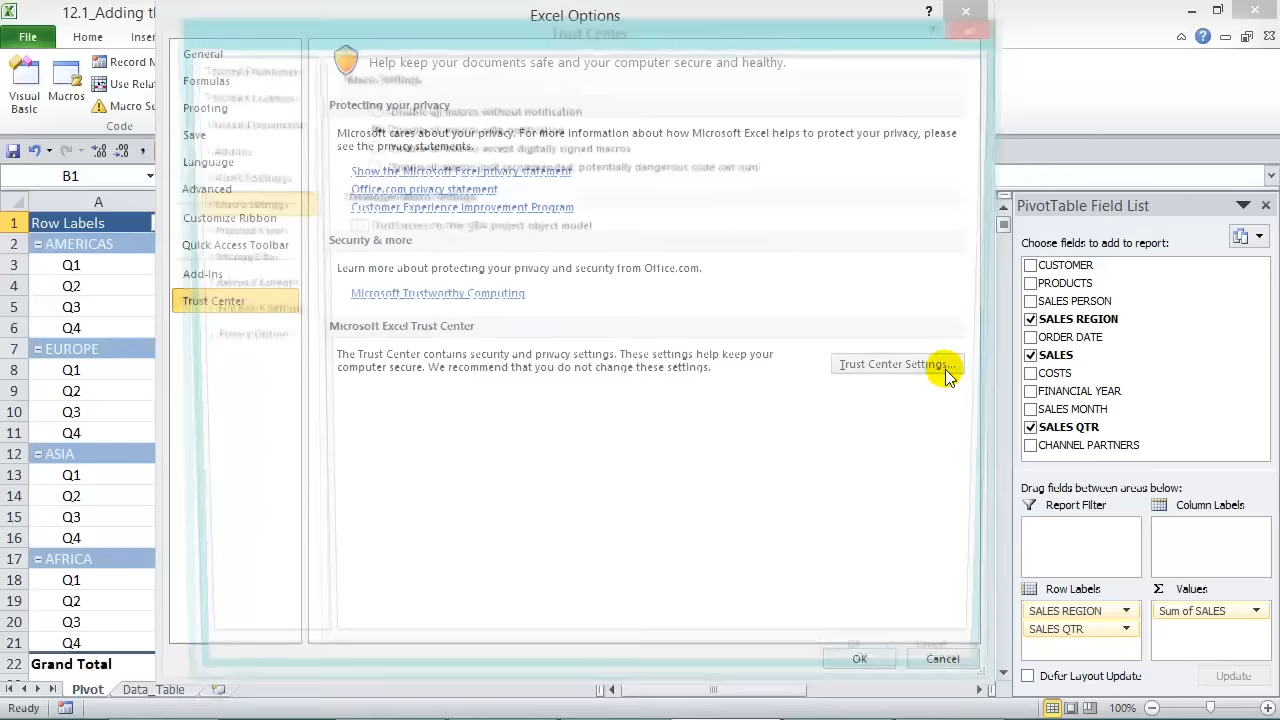 12.1_Adding th
Excel Options
Trust Center
File
Home
Inser
Visual Basic
Macros
Record M
Use Rela
Macro Se
Code
B1
General
Formulas
Proofing
Save
Language
Advanced
Customize Ribbon
Quick Access Toolbar
Add-Ins
Trust Center
Help keep your documents safe and your computer secure and healthy.
Protecting your privacy
Microsoft cares about your privacy. For more information about how Microsoft Excel helps to protect your privacy, please
see the privacy statements.
Show the Microsoft Excel privacy statement
Office.com privacy statement
Customer Experience Improvement Program
Security & more
Learn more about protecting your privacy and security from Office.com.
Microsoft Trustworthy Computing
Microsoft Excel Trust Center
The Trust Center contains security and privacy settings. These settings help keep your
computer secure. We recommend that you do not change these settings.
Trust Center Settings...
OK
Cancel
A
1 Row Labels
2 AMERICAS
3 Q1
4 Q2
5 Q3
6 Q4
7 EUROPE
8 Q1
9 Q2
10 Q3
11 Q4
12 ASIA
13 Q1
14 Q2
15 Q3
16 Q4
17 AFRICA
18 Q1
19 Q2
20 Q3
21 Q4
22 Grand Total
PivotTable Field List
Choose fields to add to report:
CUSTOMER
PRODUCTS
SALES PERSON
SALES REGION
ORDER DATE
SALES
COSTS
FINANCIAL YEAR
SALES MONTH
SALES QTR
CHANNEL PARTNERS
Drag fields between areas below:
Report Filter
Column Labels
Row Labels
Σ Values
SALES REGION
SALES QTR
Sum of SALES
Defer Layout Update
Update
Pivot
Data_Table
Ready
100%